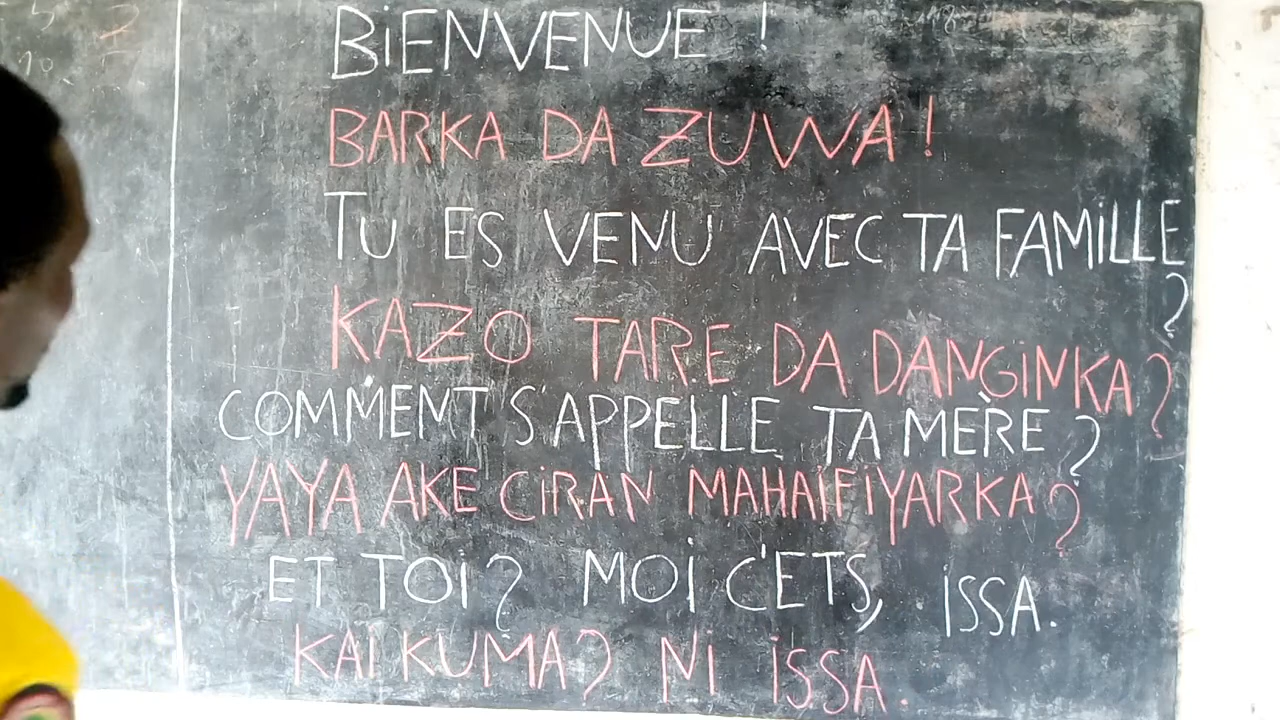 BIENVENUE !
BARKA DA ZUWA !
TU ES VENU AVEC TA FAMILLE
?
KAZO TARE DA DANGINKA ?
COMMENT S'APPELLE TA MÈRE ?
YAYA AKE CIRAN MAHAIFIYARKA ?
ET TOI ? MOI C'ETS, ISSA.
KAI KUMA ? NI ISSA.